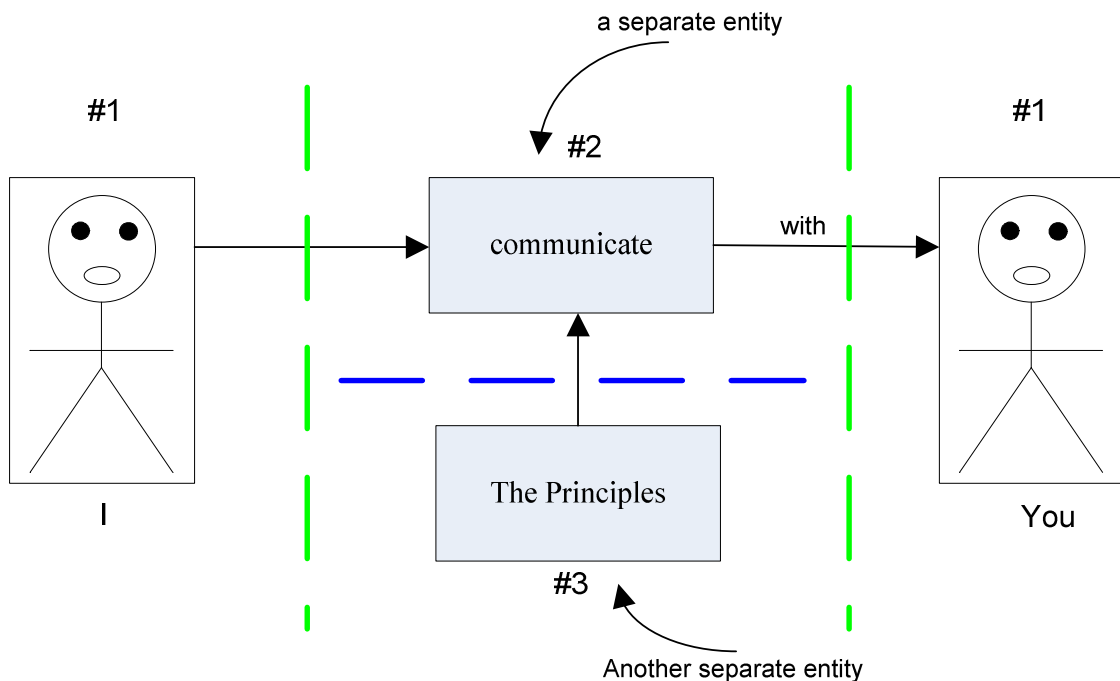 a separate entity
#1
#1
#2
communicate
with
The Principles
I
You
#3
Another separate entity